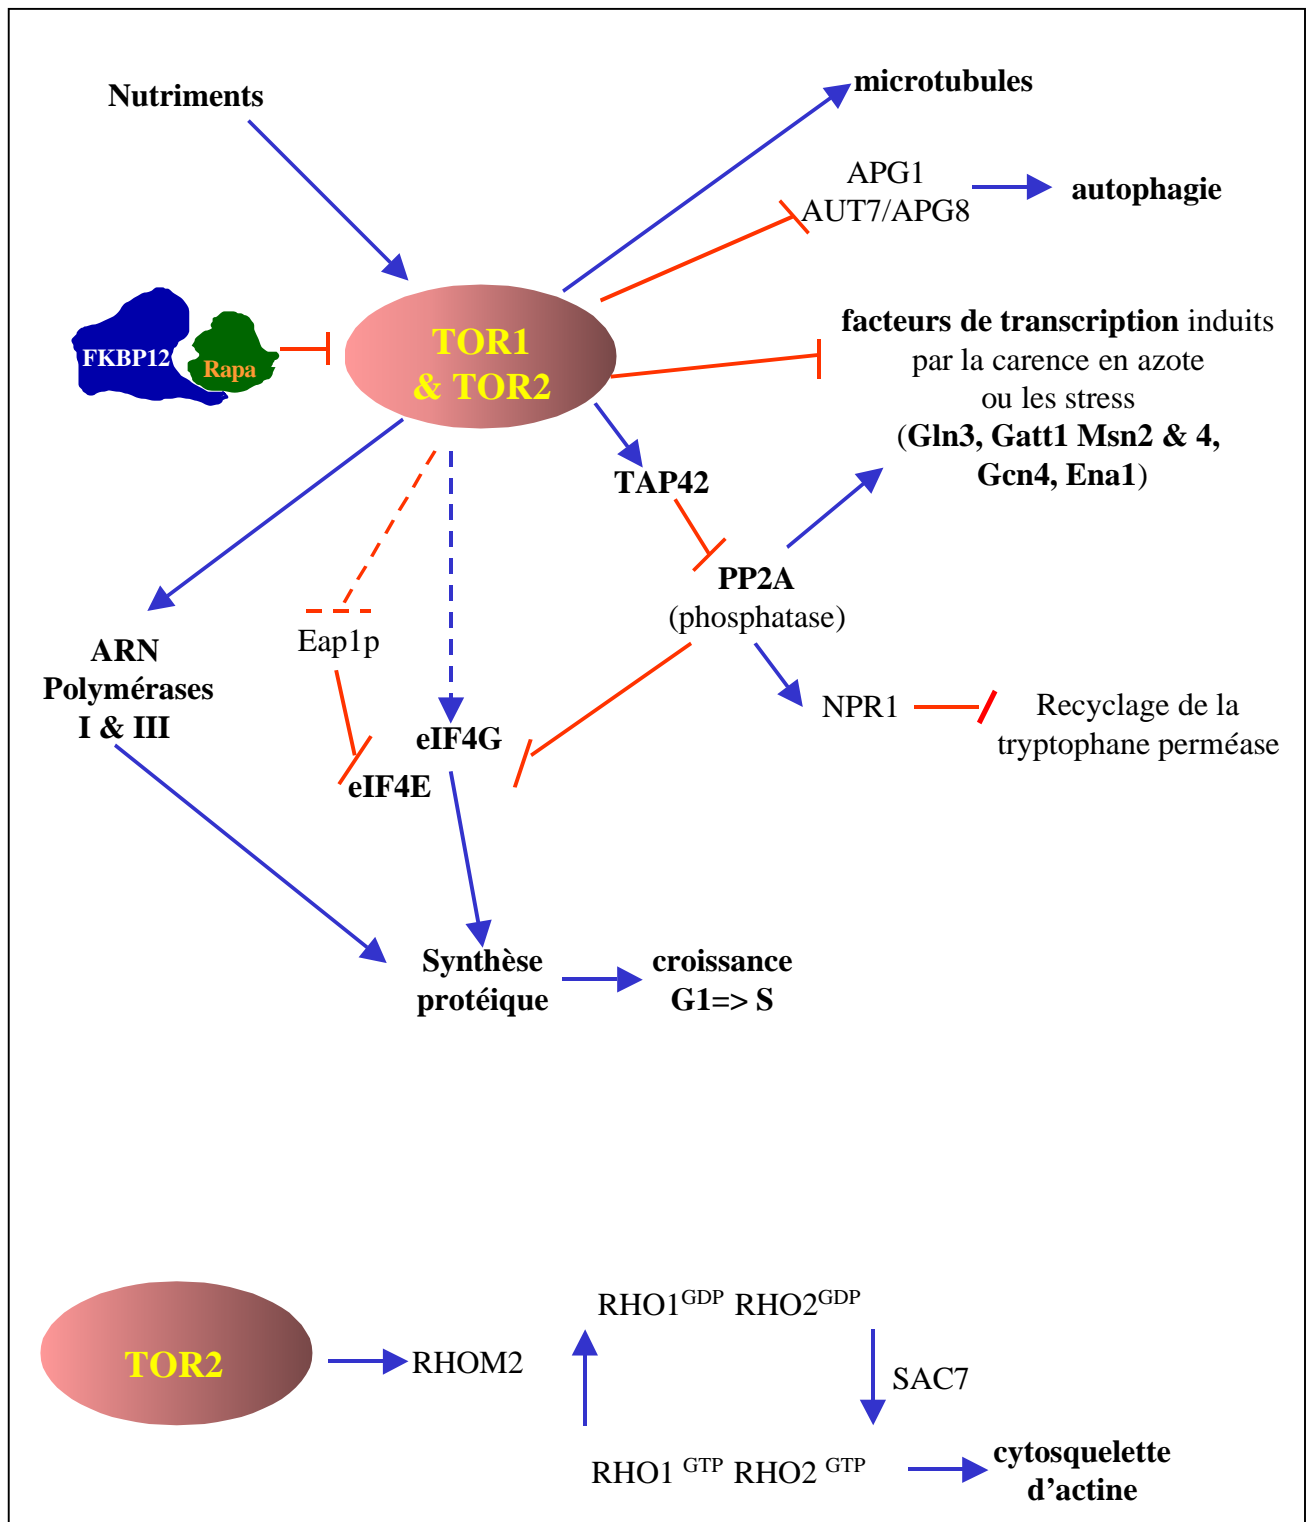 Nutriments
microtubules
APG1
AUT7/APG8
autophagie
FKBP12
Rapa
TOR1
& TOR2
facteurs de transcription induits
par la carence en azote
ou les stress
(Gln3, Gatt1 Msn2 & 4,
Gcn4, Ena1)
TAP42
PP2A
(phosphatase)
ARN
Polymérases
I & III
Eap1p
eIF4G
eIF4E
NPR1
Recyclage de la
tryptophane perméase
Synthèse
protéique
croissance
G1=> S
TOR2
RHOM2
RHO1GDP RHO2GDP
SAC7
RHO1 GTP RHO2 GTP
cytosquelette
d’actine